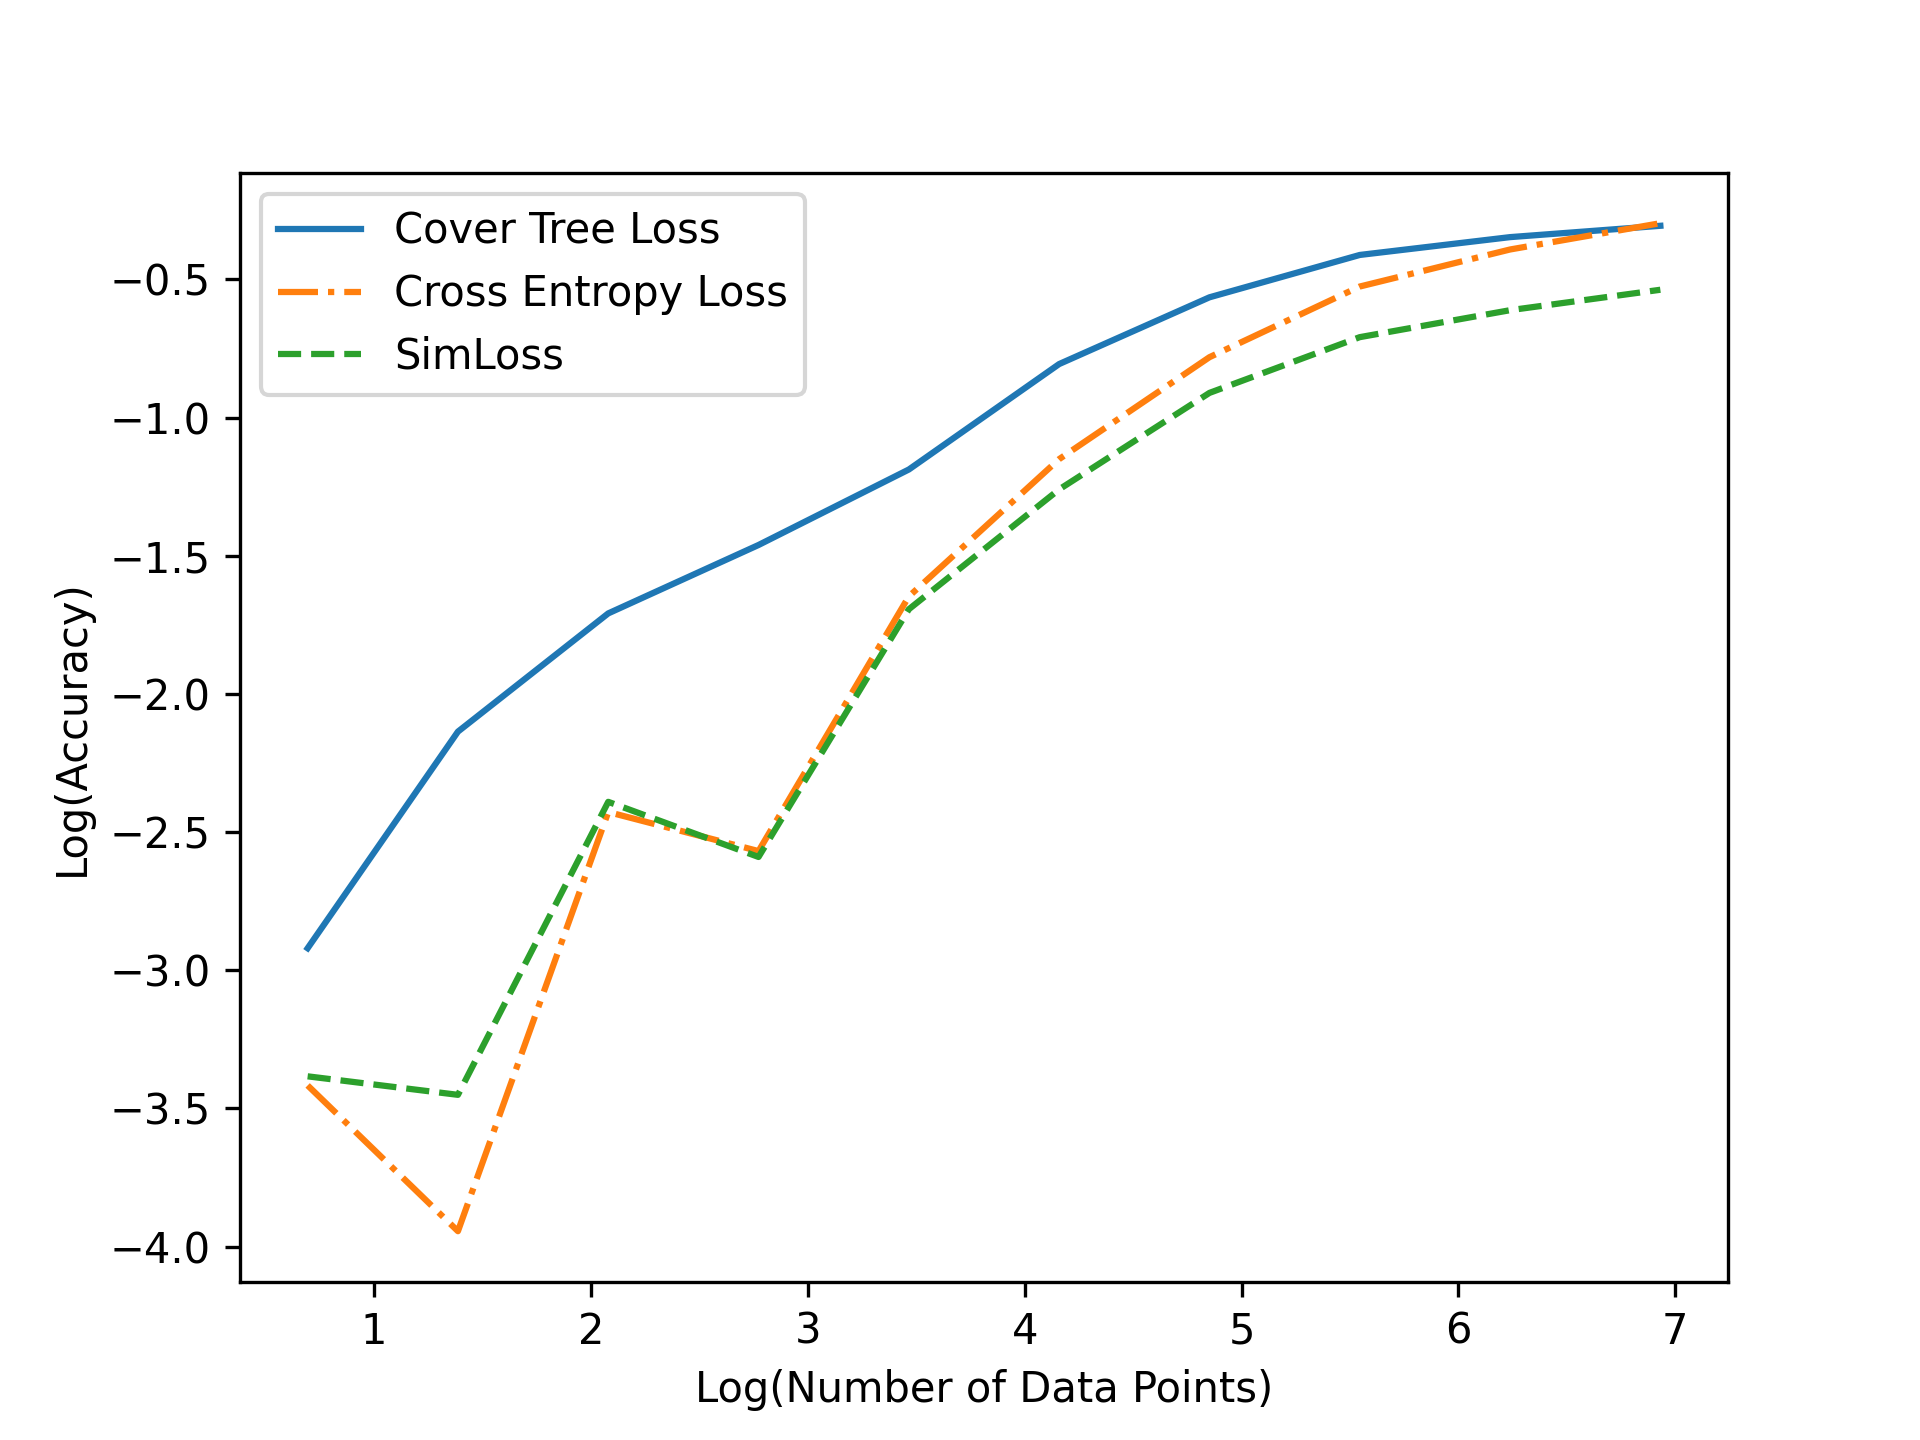 Cover Tree Loss
Cross Entropy Loss
SimLoss
−0.5
−1.0
−1.5
−2.0
−2.5
−3.0
−3.5
−4.0
Log(Accuracy)
1 2 3 4 5 6 7
Log(Number of Data Points)